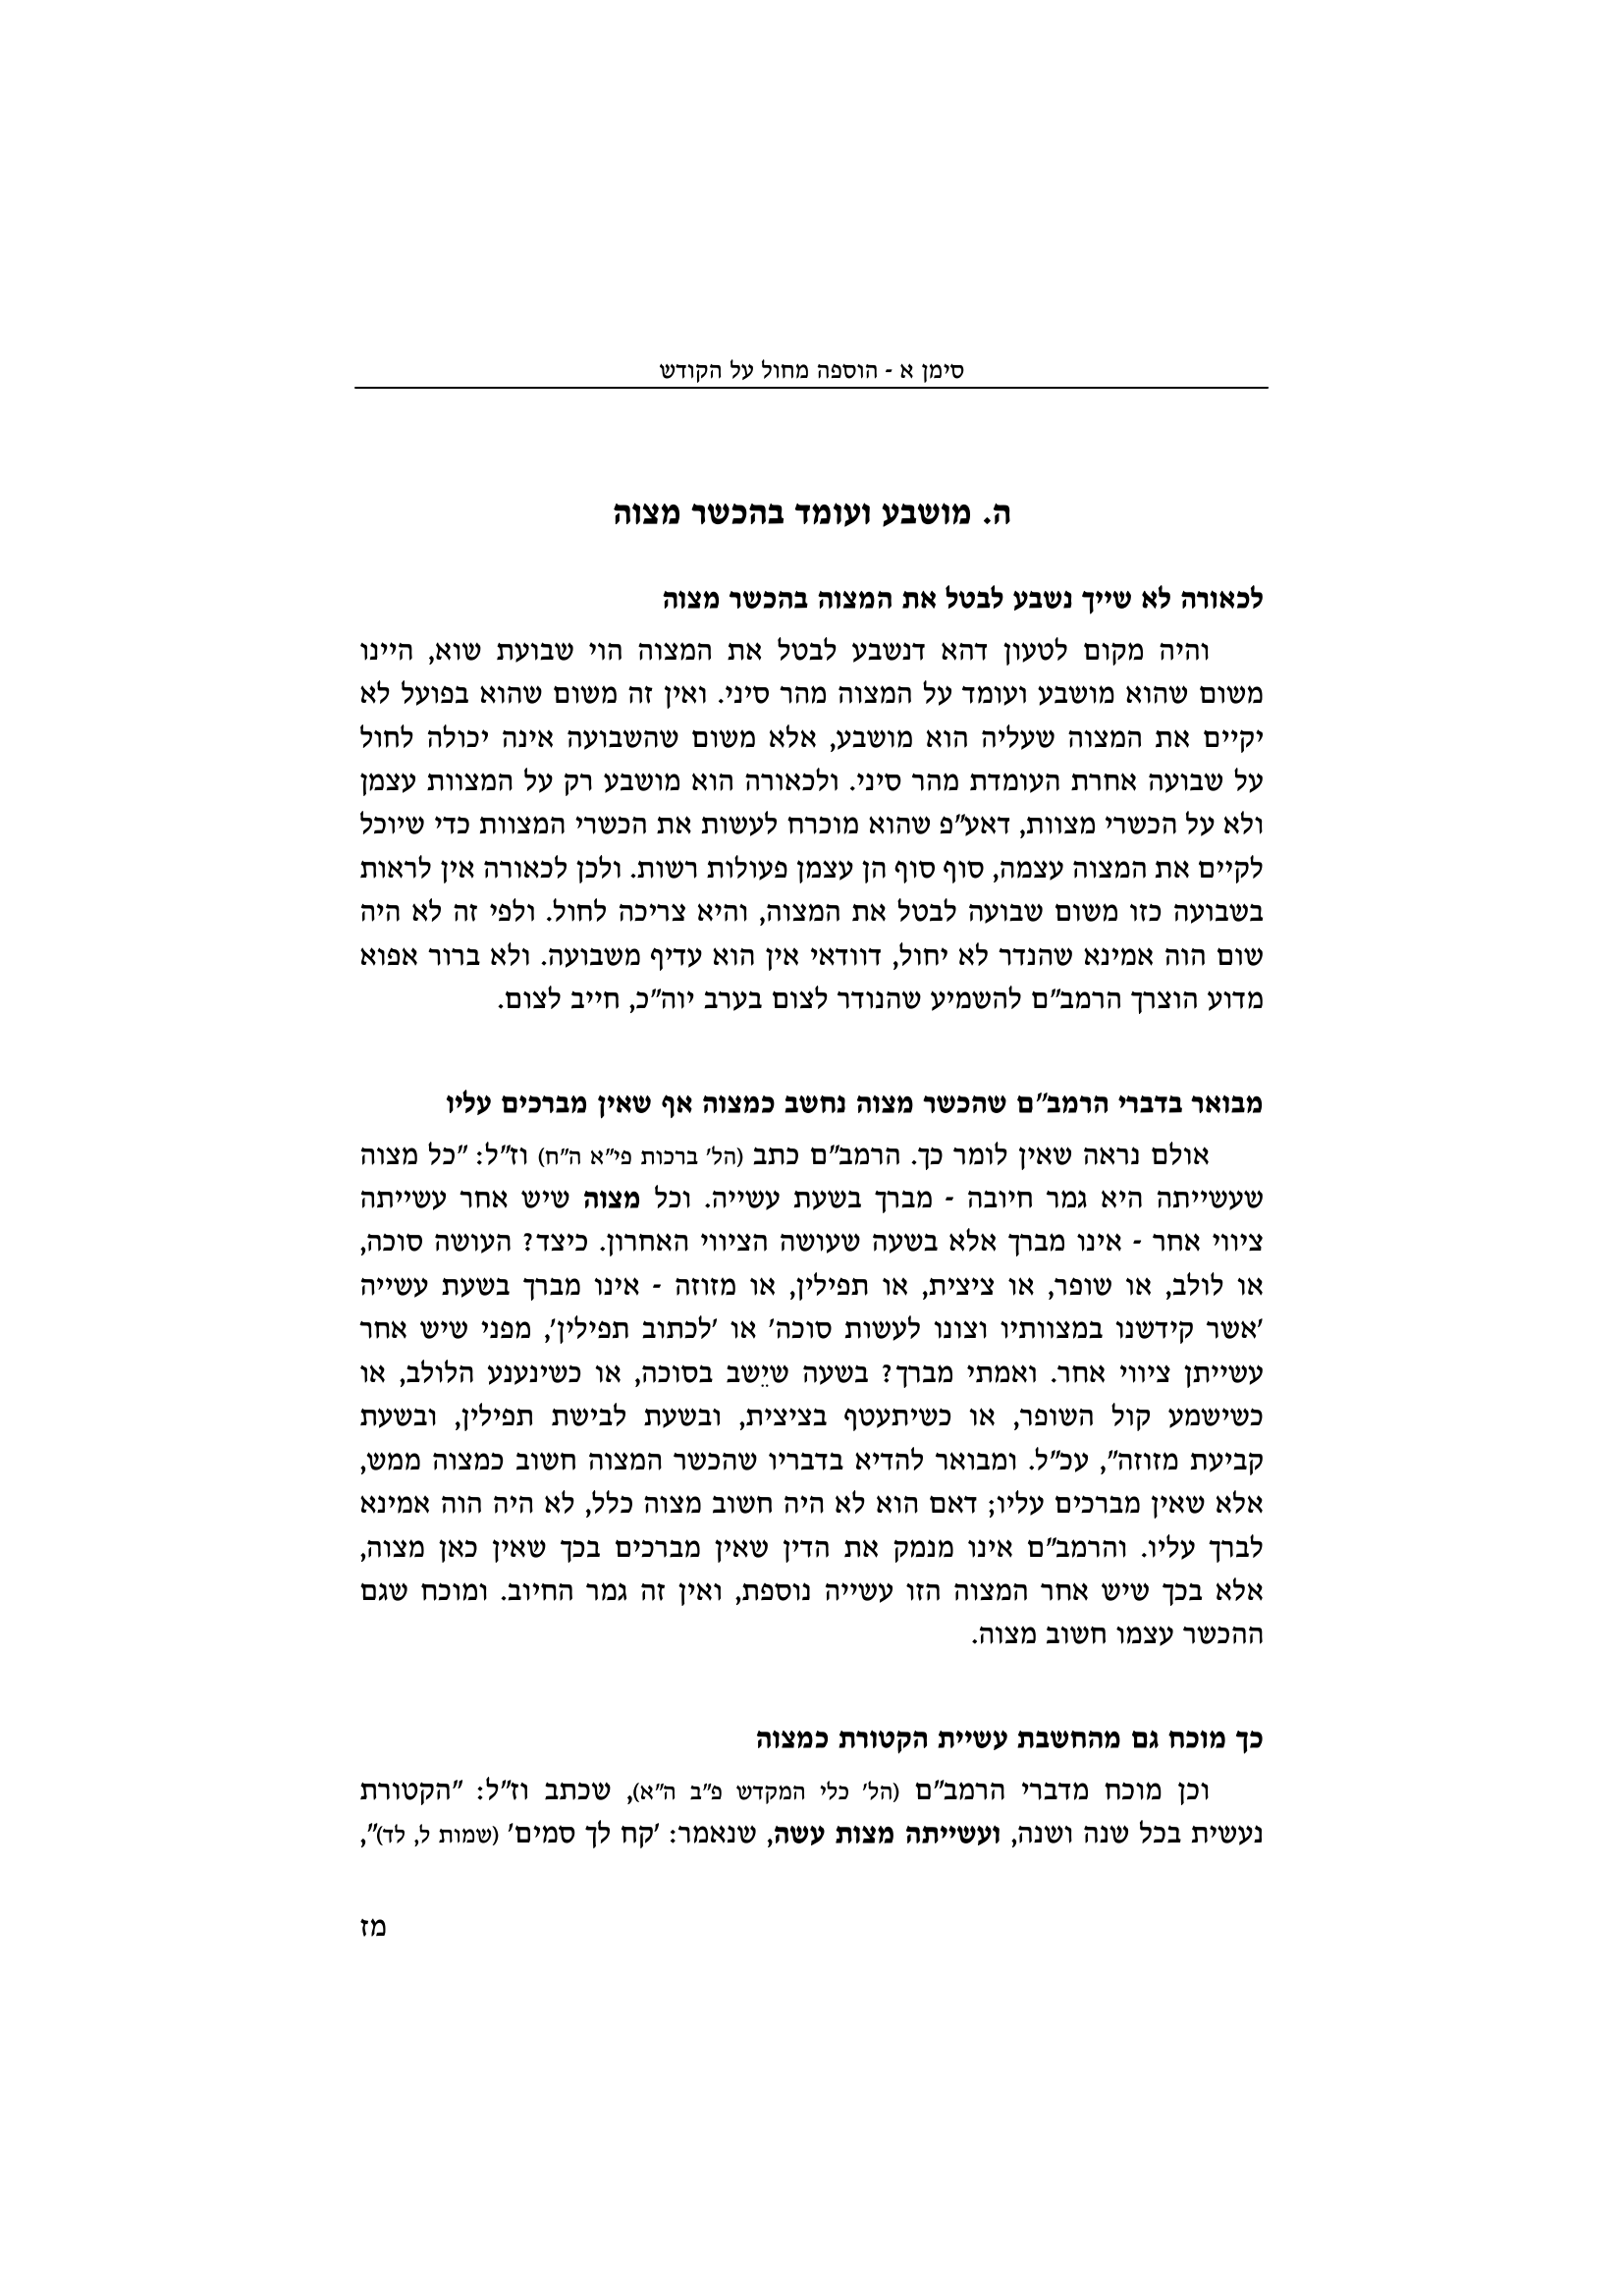 סימן א - הוספה מחול על הקודש
ה. מושבע ועומד בהכשר מצוה
לכאורה לא שייך נשבע לבטל את המצוה בהכשר מצוה
והיה מקום לטעון דהא דנשבע לבטל את המצוה הוי שבועת שוא, היינו
משום שהוא מושבע ועומד על המצוה מהר סיני. ואין זה משום שהוא בפועל לא
יקיים את המצוה שעליה הוא מושבע, אלא משום שהשבועה אינה יכולה לחול
על שבועה אחרת העומדת מהר סיני. ולכאורה הוא מושבע רק על המצוות עצמן
ולא על הכשרי מצוות, דאע"פ שהוא מוכרח לעשות את הכשרי המצוות כדי שיוכל
לקיים את המצוה עצמה, סוף סוף הן עצמן פעולות רשות. ולכן לכאורה אין לראות
בשבועה כזו משום שבועה לבטל את המצוה, והיא צריכה לחול. ולפי זה לא היה
שום הוה אמינא שהנדר לא יחול, דוודאי אין הוא עדיף משבועה. ולא ברור אפוא
מדוע הוצרך הרמב"ם להשמיע שהנודר לצום בערב יוה"כ, חייב לצום.
מבואר בדברי הרמב"ם שהכשר מצוה נחשב כמצוה אף שאין מברכים עליו
אולם נראה שאין לומר כך. הרמב"ם כתב (הל' ברכות פי"א ה"ח) וז"ל: "כל מצוה
שעשייתה היא גמר חיובה - מברך בשעת עשייה. וכל מצוה שיש אחר עשייתה
ציווי אחר - אינו מברך אלא בשעה שעושה הציווי האחרון. כיצד? העושה סוכה,
או לולב, או שופר, או ציצית, או תפילין, או מזוזה - אינו מברך בשעת עשייה
'אשר קידשנו במצוותיו וצונו לעשות סוכה' או 'לכתוב תפילין', מפני שיש אחר
עשייתן ציווי אחר. ואמתי מברך? בשעה שיֵשב בסוכה, או כשינענע הלולב, או
כשישמע קול השופר, או כשיתעטף בציצית, ובשעת לבישת תפילין, ובשעת
קביעת מזוזה", עכ"ל. ומבואר להדיא בדבריו שהכשר המצוה חשוב כמצוה ממש,
אלא שאין מברכים עליו; דאם הוא לא היה חשוב מצוה כלל, לא היה הוה אמינא
לברך עליו. והרמב"ם אינו מנמק את הדין שאין מברכים בכך שאין כאן מצוה,
אלא בכך שיש אחר המצוה הזו עשייה נוספת, ואין זה גמר החיוב. ומוכח שגם
ההכשר עצמו חשוב מצוה.
כך מוכח גם מהחשבת עשיית הקטורת כמצוה
וכן מוכח מדברי הרמב"ם (הל' כלי המקדש פ"ב ה"א), שכתב וז"ל: "הקטורת
נעשית בכל שנה ושנה, ועשייתה מצות עשה, שנאמר: 'קח לך סמים' (שמות ל, לד)",
מז